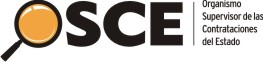 OSCE
Organismo
Supervisor de las
Contrataciones
del Estado